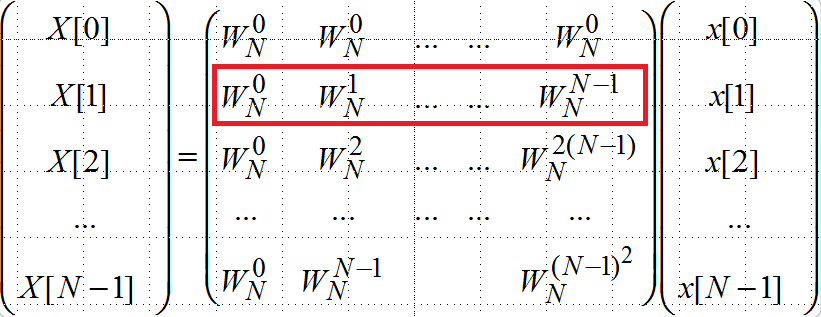 X[0] W_N^0 W_N^0 ... ... W_N^0 x[0]
X[1] W_N^0 W_N^1 ... ... W_N^{N-1} x[1]
X[2] = W_N^0 W_N^2 ... ... W_N^{2(N-1)} x[2]
... ... ... ... ... ... ...
X[N-1] W_N^0 W_N^{N-1} W_N^{(N-1)^2} x[N-1]